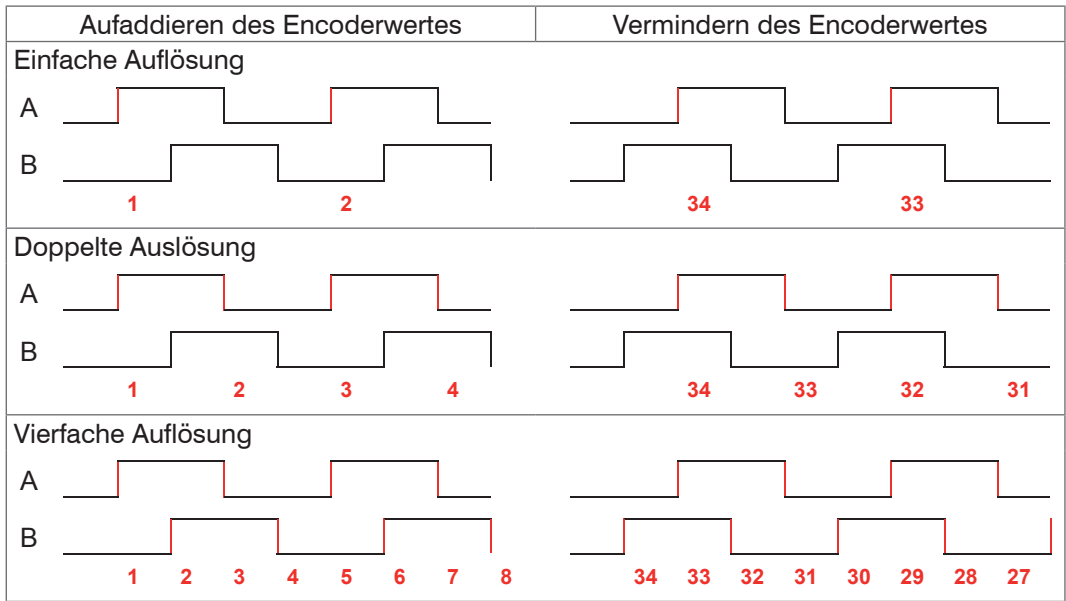 Aufaddieren des Encoderwertes Vermindern des Encoderwertes
Einfache Auflösung
A
B
1 2 34 33
Doppelte Auslösung
A
B
1 2 3 4 34 33 32 31
Vierfache Auflösung
A
B
1 2 3 4 5 6 7 8 34 33 32 31 30 29 28 27